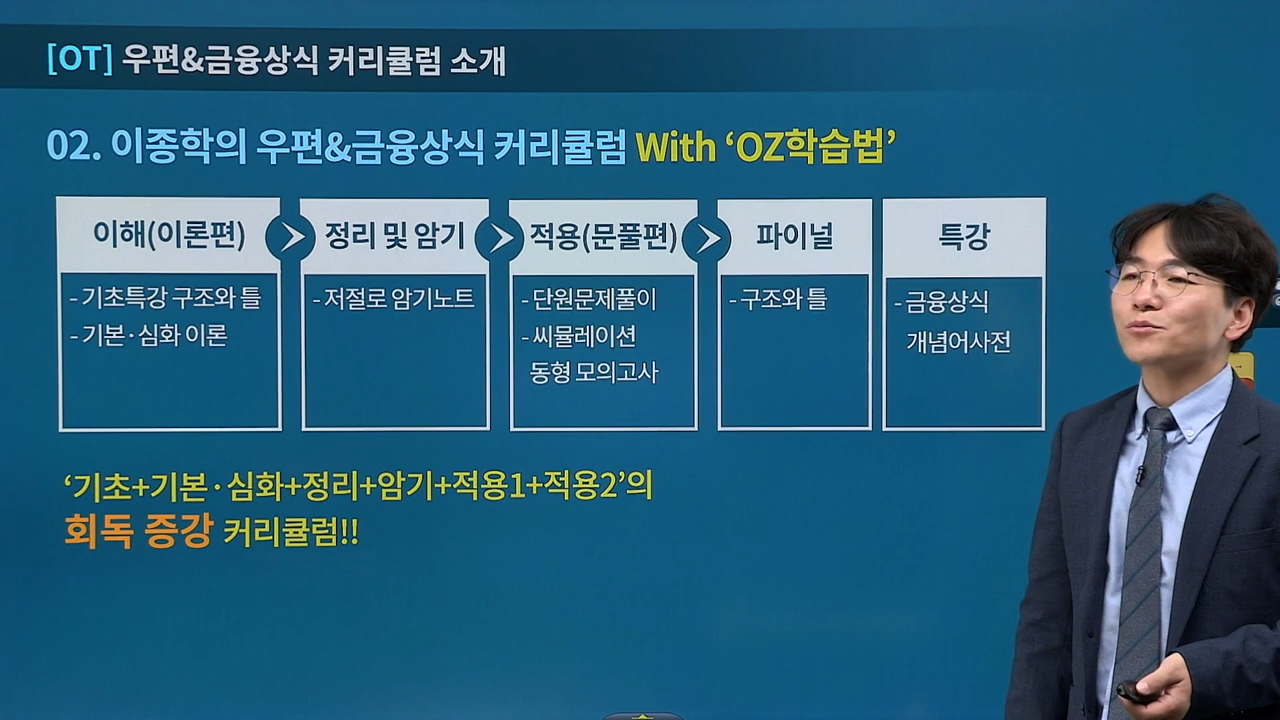 [OT] 우편&금융상식 커리큘럼 소개
02. 이종학의 우편&금융상식 커리큘럼 With ‘OZ학습법’
이해(이론편)
- 기초특강 구조와 틀
- 기본·심화 이론
정리 및 암기
- 저절로 암기노트
적용(문풀편)
- 단원문제풀이
- 씨뮬레이션
동형 모의고사
파이널
- 구조와 틀
특강
- 금융상식
개념어사전
‘기초+기본·심화+정리+암기+적용1+적용2’의
회독 증강 커리큘럼!!